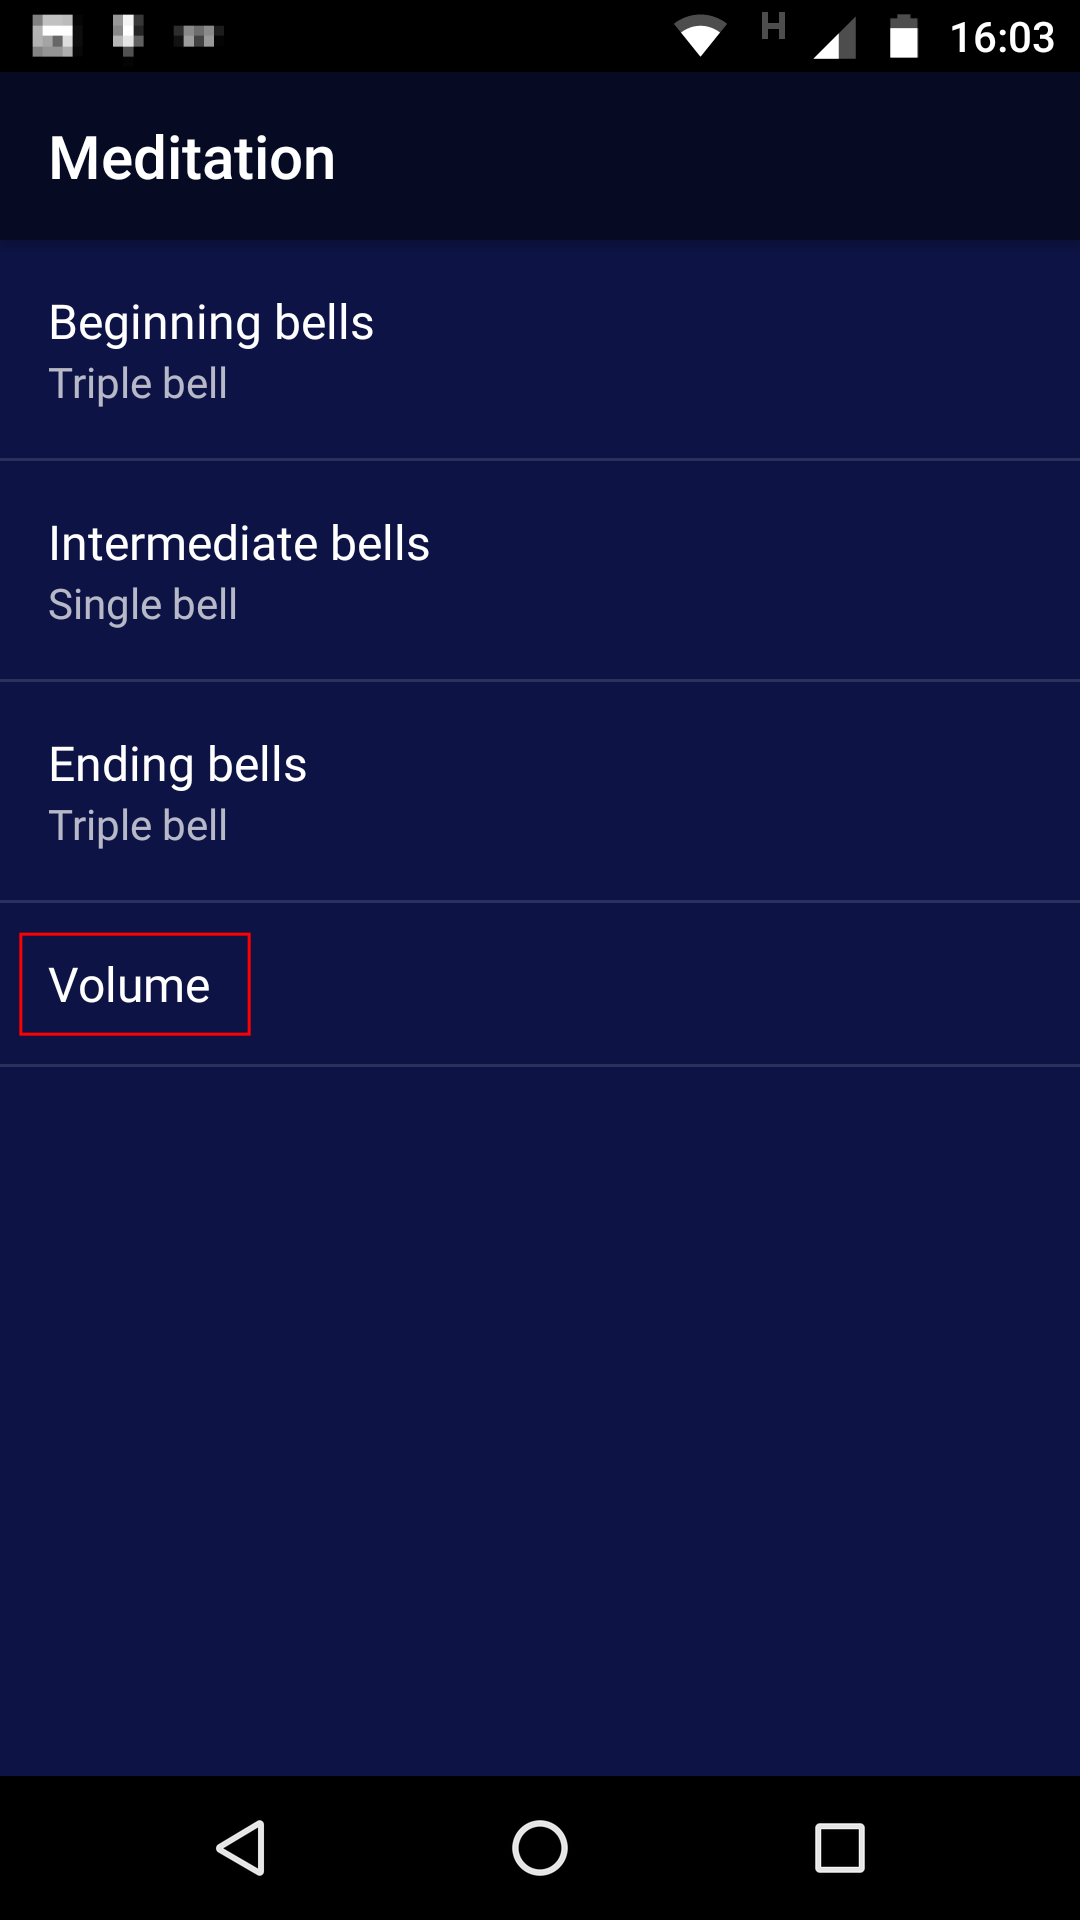 H 16:03
Meditation
Beginning bells
Triple bell
Intermediate bells
Single bell
Ending bells
Triple bell
Volume